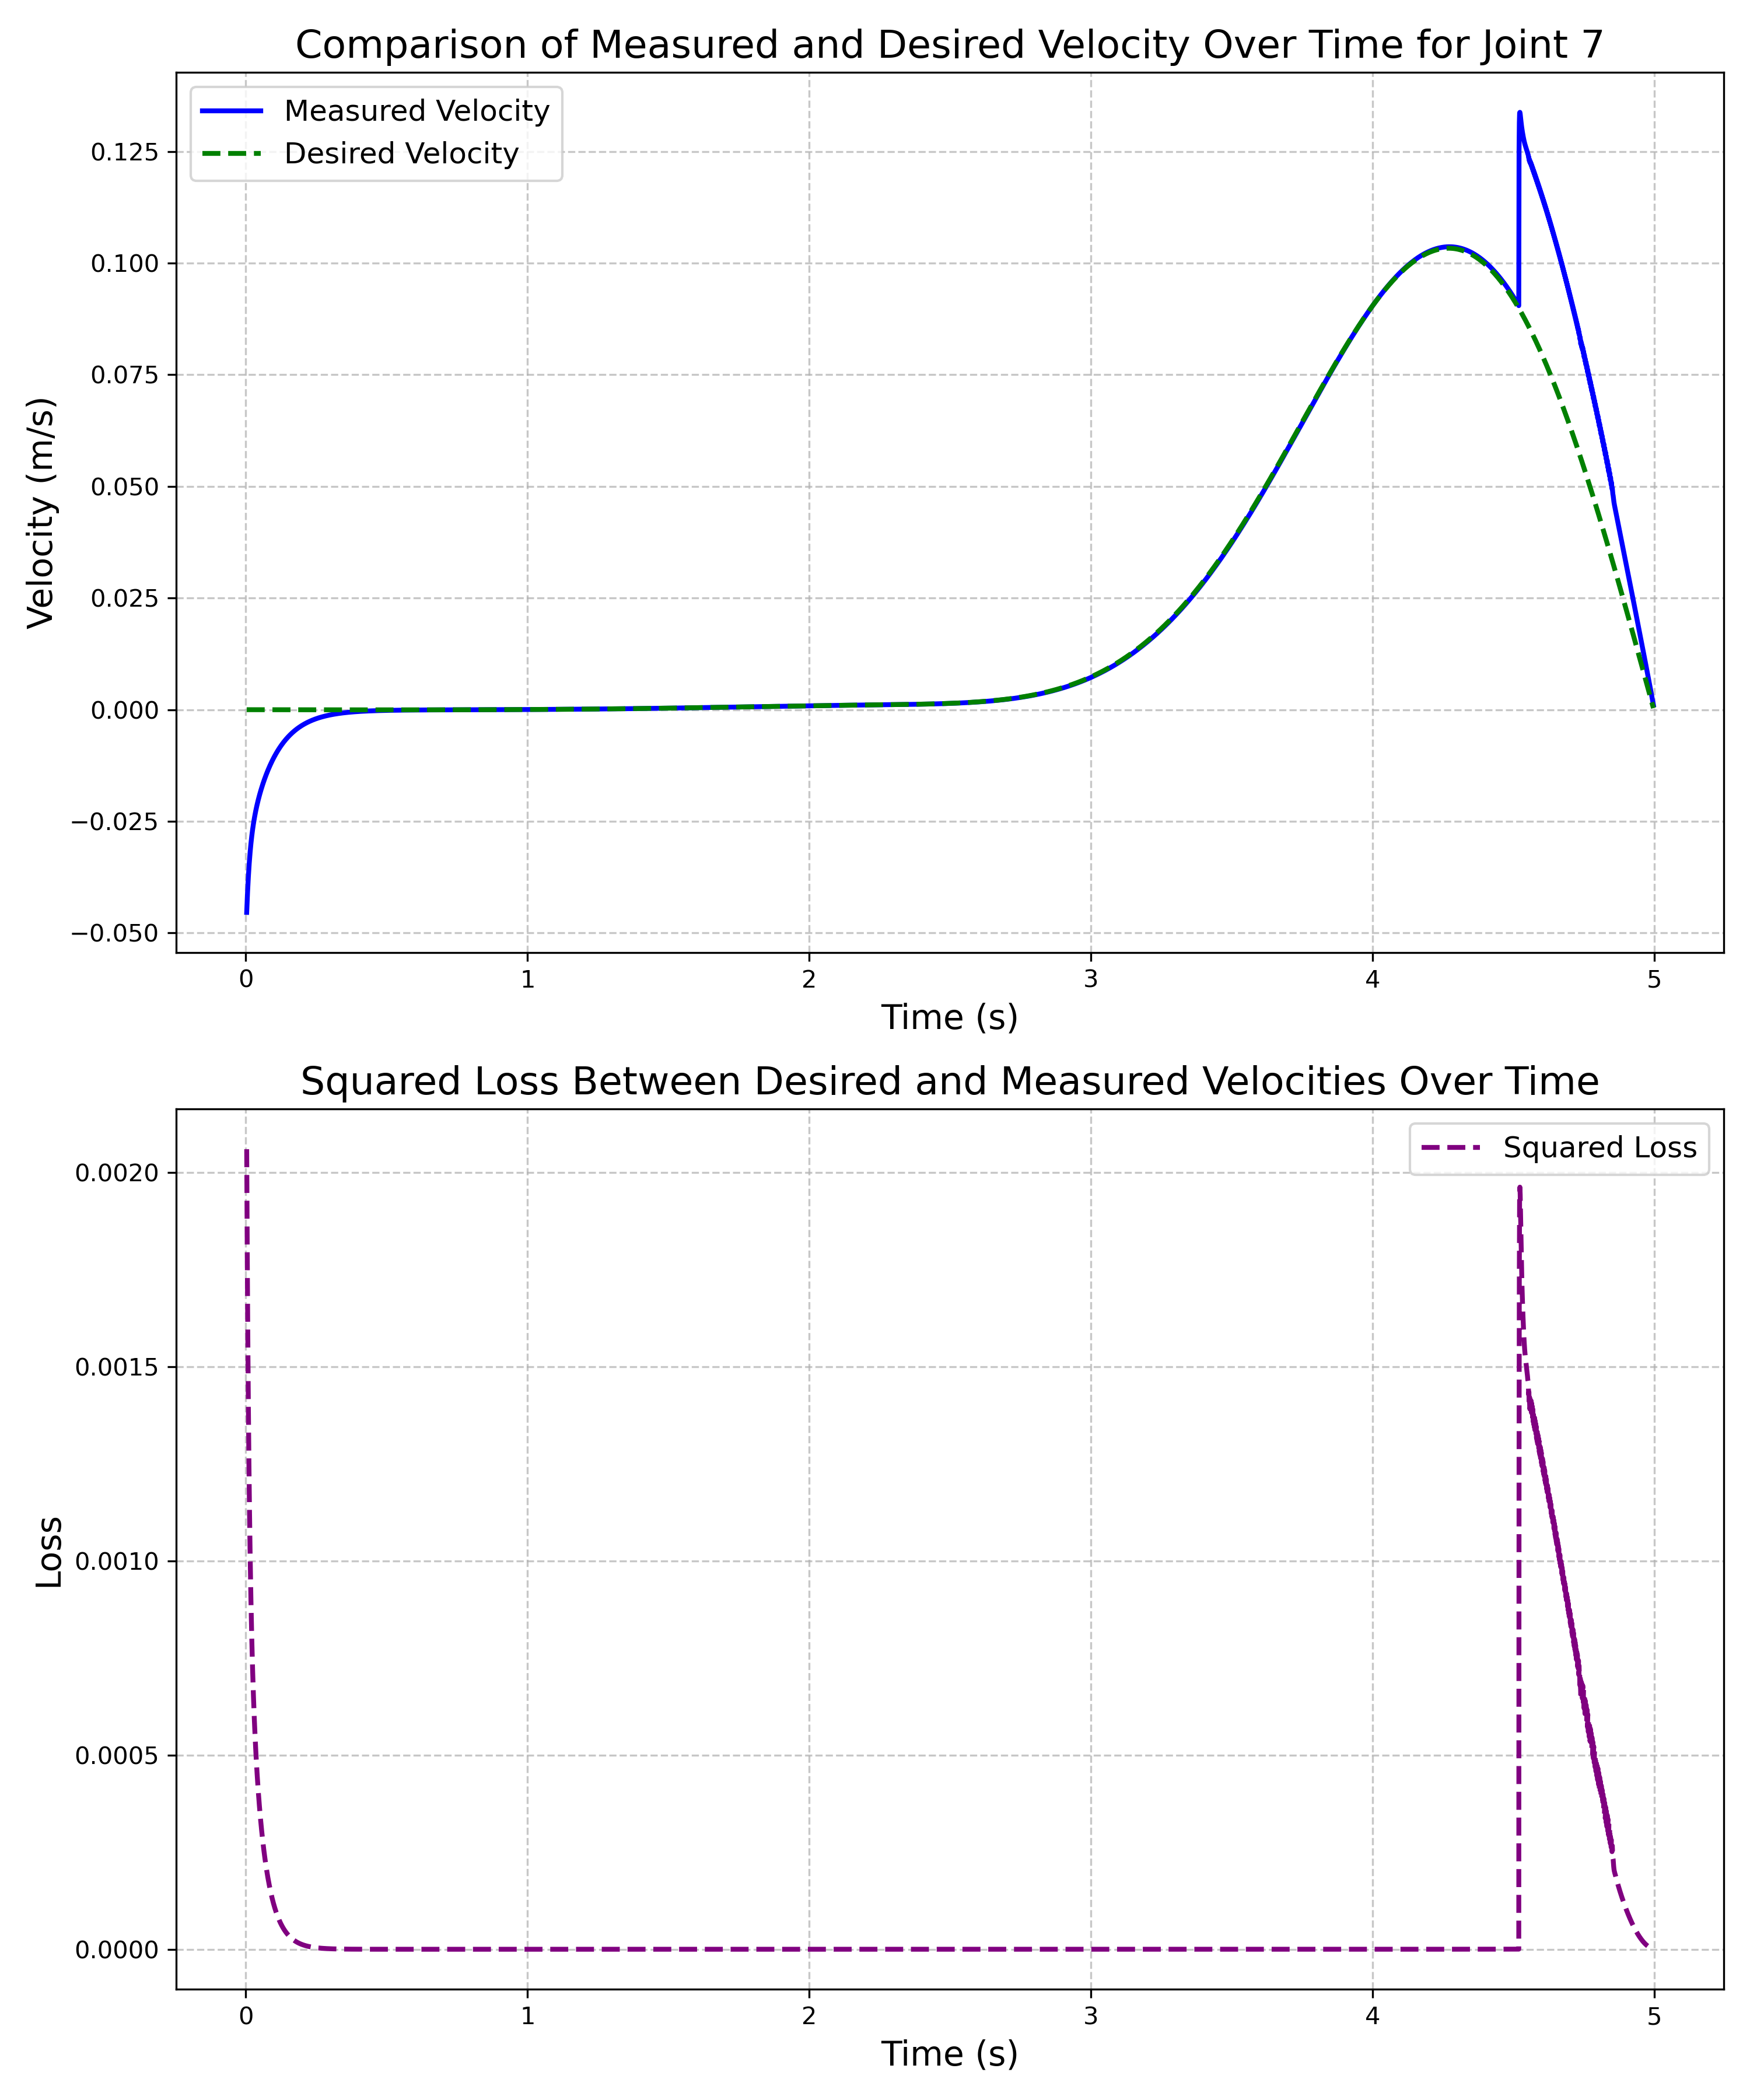 Comparison of Measured and Desired Velocity Over Time for Joint 7
Measured Velocity
Desired Velocity
Velocity (m/s)
0.125
0.100
0.075
0.050
0.025
0.000
−0.025
−0.050
0 1 2 3 4 5
Time (s)
Squared Loss Between Desired and Measured Velocities Over Time
Squared Loss
Loss
0.0020
0.0015
0.0010
0.0005
0.0000
0 1 2 3 4 5
Time (s)